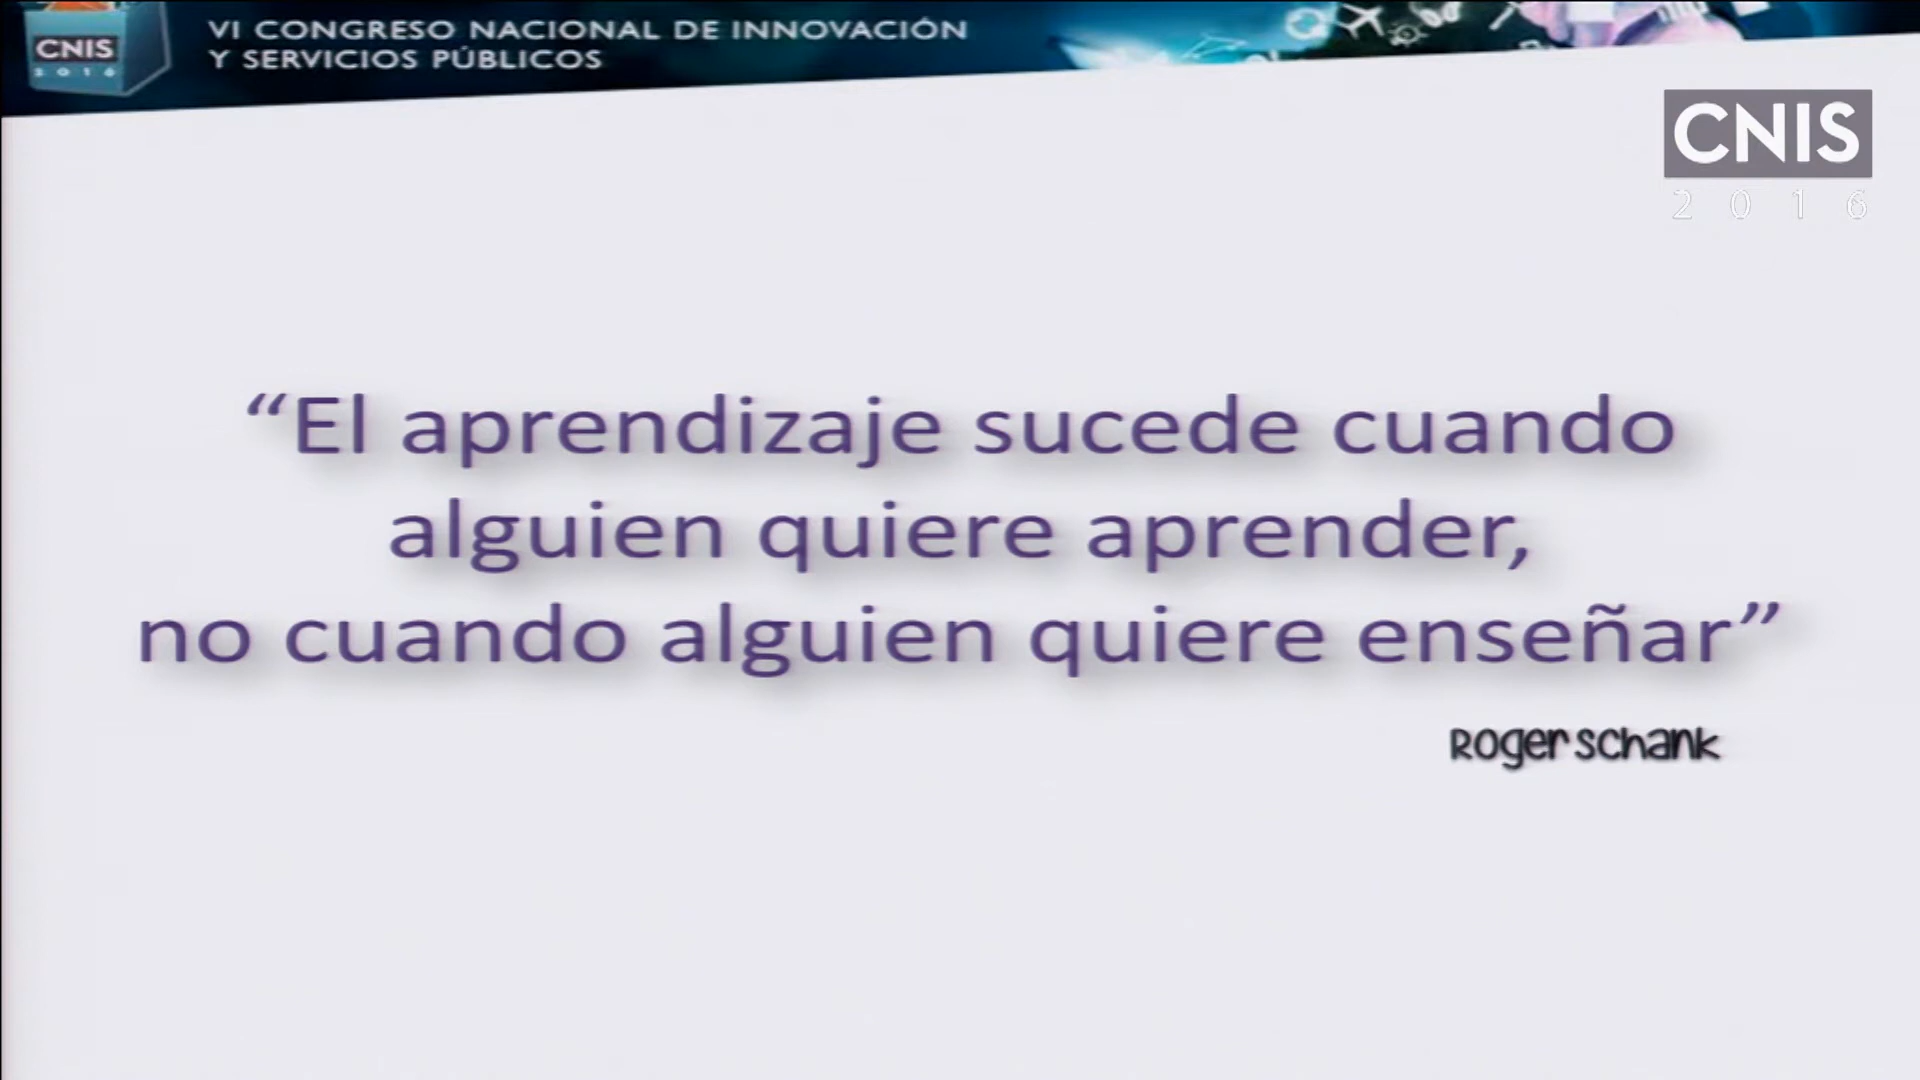 CNIS
2016
VI CONGRESO NACIONAL DE INNOVACIÓN
Y SERVICIOS PÚBLICOS
CNIS
2016
“El aprendizaje sucede cuando
alguien quiere aprender,
no cuando alguien quiere enseñar”
Roger Schank